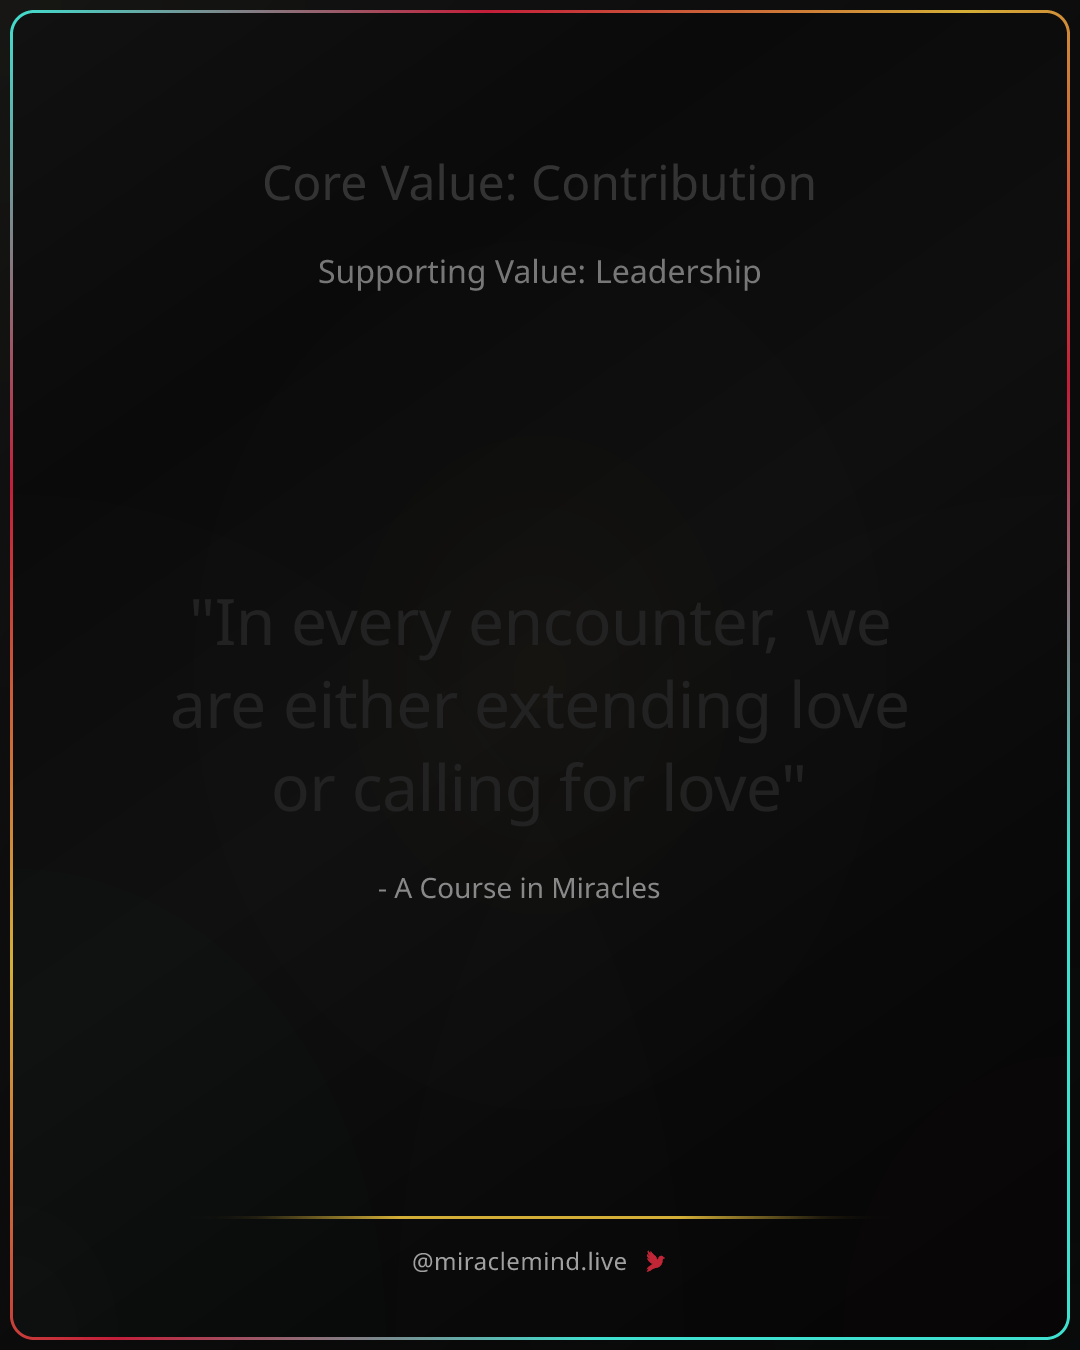 Core Value: Contribution
Supporting Value: Leadership
"In every encounter, we
are either extending love
or calling for love"
- A Course in Miracles
@miraclemind.live